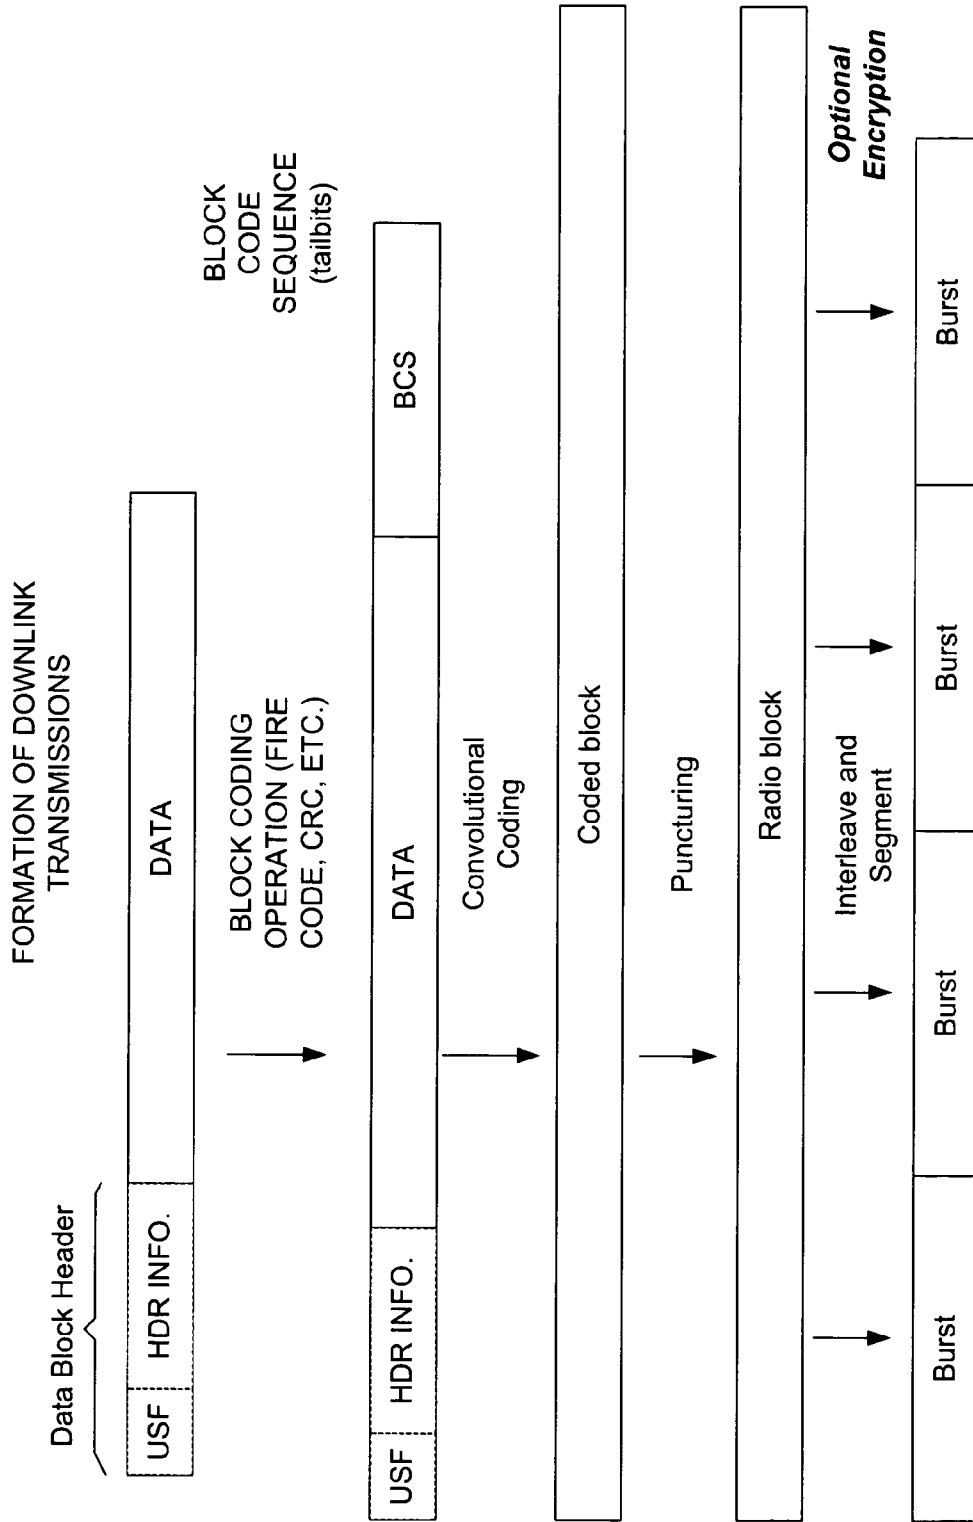 FORMATION OF DOWNLINK
TRANSMISSIONS
Data Block Header
USF
HDR INFO.
DATA
BLOCK CODING
OPERATION (FIRE
CODE, CRC, ETC.)
BLOCK
CODE
SEQUENCE
(tailbits)
USF
HDR INFO.
DATA
BCS
Convolutional
Coding
Coded block
Puncturing
Radio block
Interleave and
Segment
Optional
Encryption
Burst
Burst
Burst
Burst